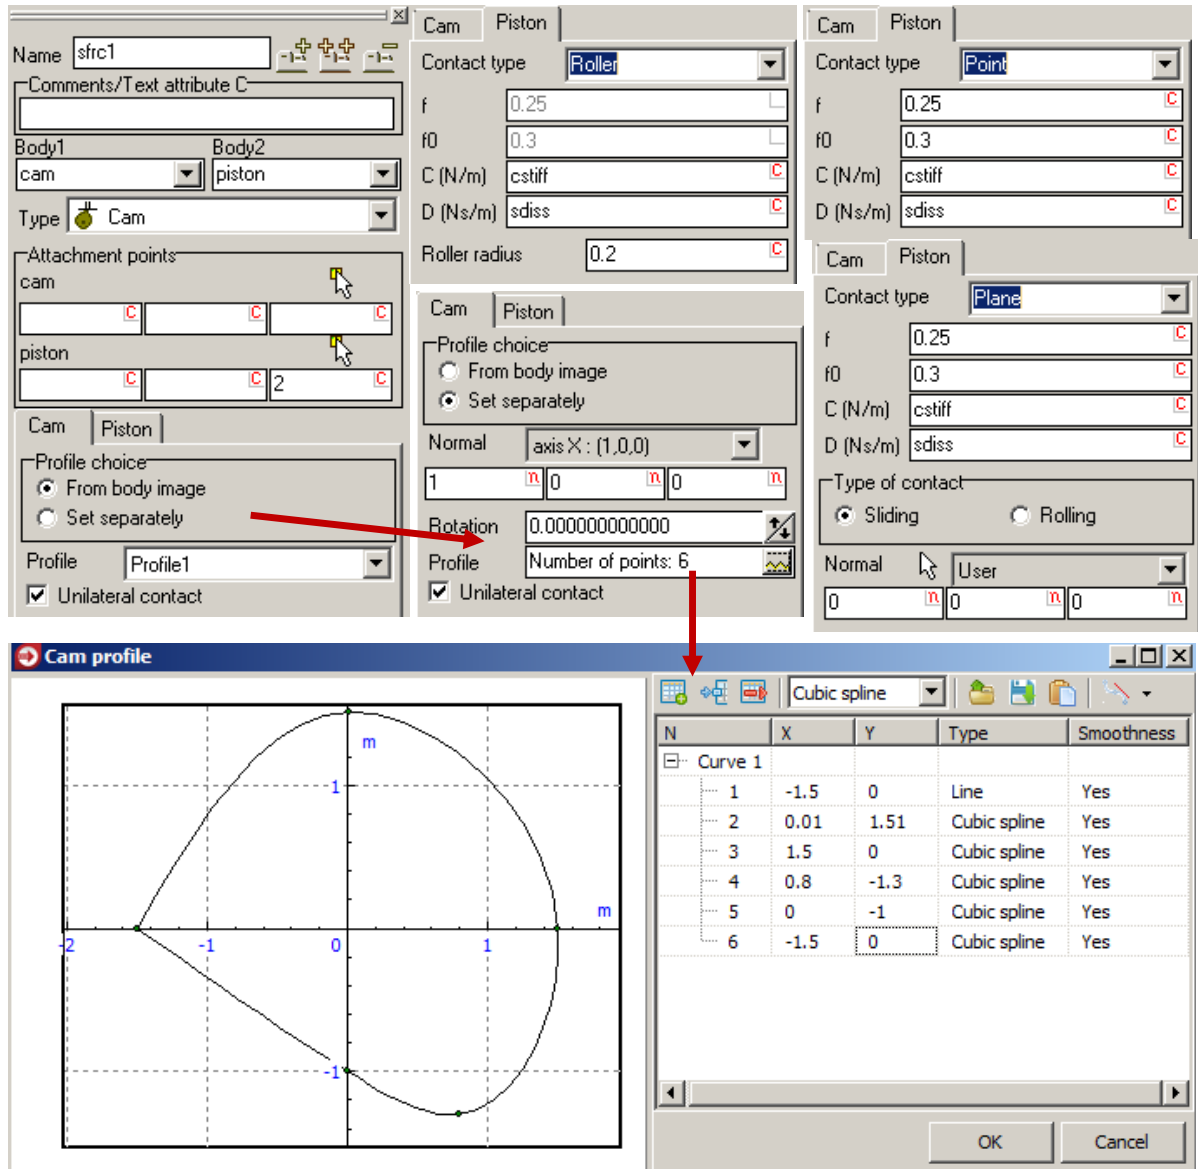 Name sfrc1
Comments/Text attribute C
Body1 Body2
cam piston
Type Cam
Attachment points
cam
C C C
piston
C C 2 C
Cam Piston
Profile choice
From body image
Set separately
Profile Profile1
Unilateral contact
Cam Piston
Contact type Roller
f 0.25
f0 0.3
C (N/m) cstiff C
D (Ns/m) sdiss C
Roller radius 0.2 C
Cam Piston
Profile choice
From body image
Set separately
Normal axis X : (1,0,0)
1 n 0 n 0 n
Rotation 0.000000000000
Profile Number of points: 6
Unilateral contact
Cam Piston
Contact type Point
f 0.25 C
f0 0.3 C
C (N/m) cstiff C
D (Ns/m) sdiss C
Cam Piston
Contact type Plane
f 0.25 C
f0 0.3 C
C (N/m) cstiff C
D (Ns/m) sdiss C
Type of contact
Sliding Rolling
Normal User
0 n 0 n 0 n
Cam profile
m
1
m
-2 -1 0 1
-1
Cubic spline
N X Y Type Smoothness
Curve 1
1 -1.5 0 Line Yes
2 0.01 1.51 Cubic spline Yes
3 1.5 0 Cubic spline Yes
4 0.8 -1.3 Cubic spline Yes
5 0 -1 Cubic spline Yes
6 -1.5 0 Cubic spline Yes
OK Cancel